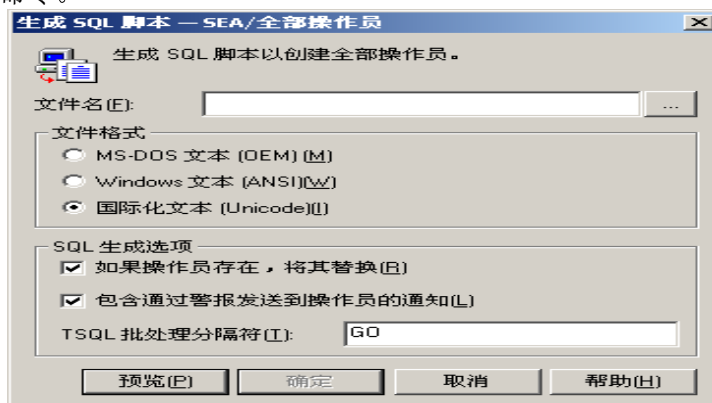 生成 SQL 脚本 — SEA/全部操作员
生成 SQL 脚本以创建全部操作员。
文件名(F):
...
文件格式
MS-DOS 文本 (OEM) (M)
Windows 文本 (ANSI)(W)
国际化文本 (Unicode)(I)
SQL 生成选项
如果操作员存在，将其替换(R)
包含通过警报发送到操作员的通知(L)
TSQL 批处理分隔符(T): GO
预览(P) 确定 取消 帮助(H)